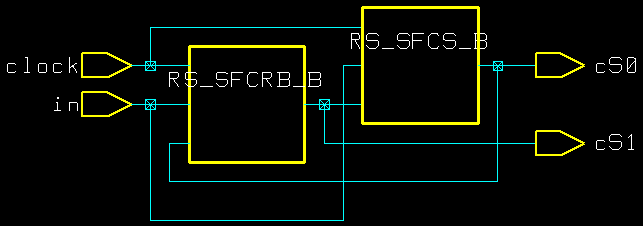 RS_SFCS_B
clock
RS_SFCRB_B
cS0
in
cS1